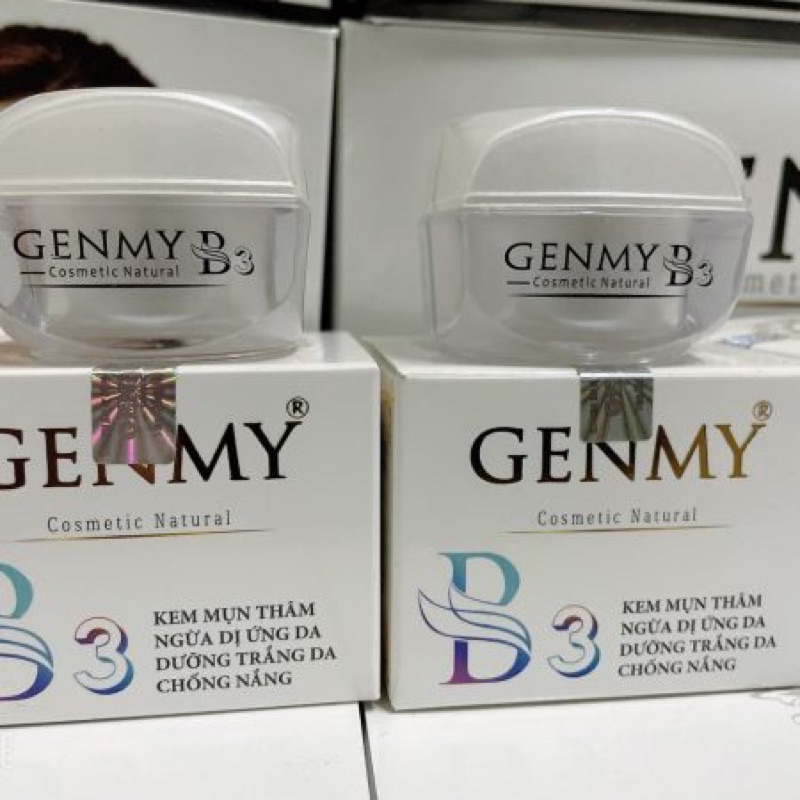 GENMY B3
Cosmetic Natural
GENMY B3
Cosmetic Natural
GENMY®
Cosmetic Natural
B3
KEM MỤN THÂM
NGỪA DỊ ỨNG DA
DƯỠNG TRẮNG DA
CHỐNG NẮNG
GENMY®
Cosmetic Natural
B3
KEM MỤN THÂM
NGỪA DỊ ỨNG DA
DƯỠNG TRẮNG DA
CHỐNG NẮNG